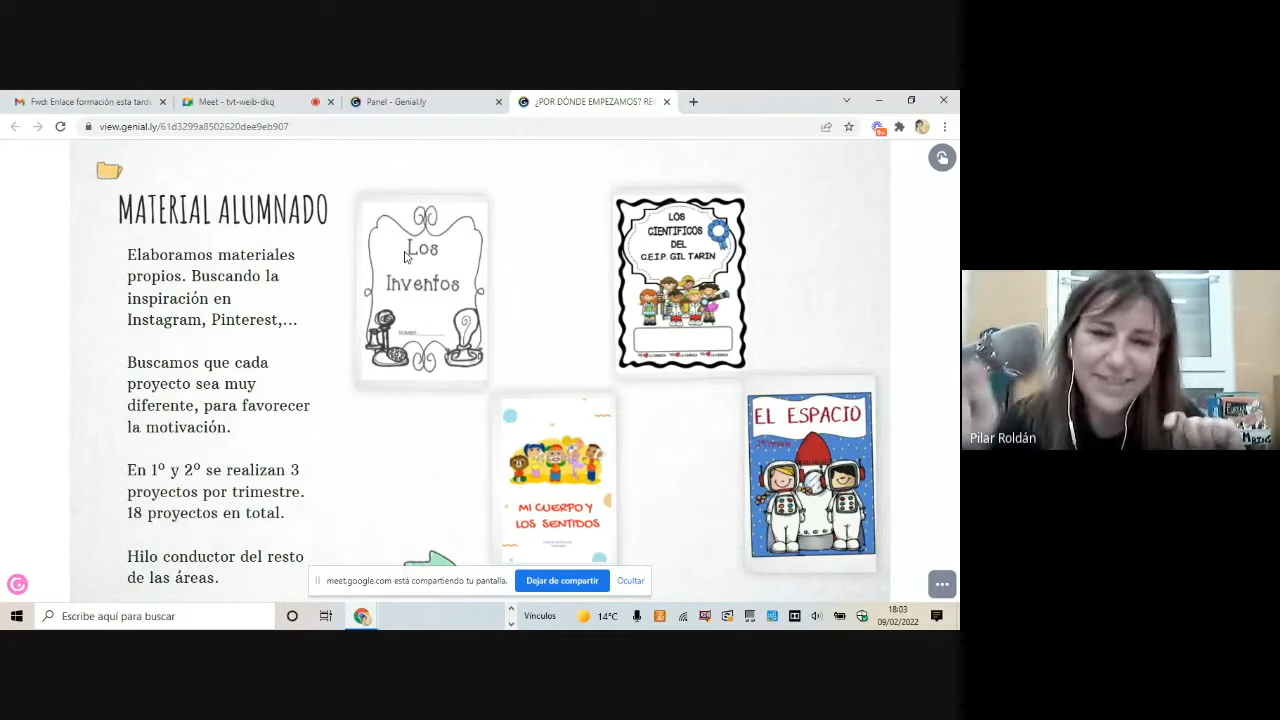 Fwd: Enlace formación esta tarde
Meet - tvt-weib-dkq
Panel - Genial.ly
¿POR DÓNDE EMPEZAMOS? RE
view.genial.ly/61d3299a8502620dee9eb907
MATERIAL ALUMNADO
Elaboramos materiales
propios. Buscando la
inspiración en
Instagram, Pinterest,...
Buscamos que cada
proyecto sea muy
diferente, para favorecer
la motivación.
En 1º y 2º se realizan 3
proyectos por trimestre.
18 proyectos en total.
Hilo conductor del resto
de las áreas.
Los
Inventos
LOS
CIENTIFICOS
DEL
C.E.I.P. GIL TARIN
MI CUERPO Y
LOS SENTIDOS
EL ESPACIO
meet.google.com está compartiendo tu pantalla.
Dejar de compartir
Ocultar
Escribe aquí para buscar
Vínculos
14°C
18:03
09/02/2022
Pilar Roldán